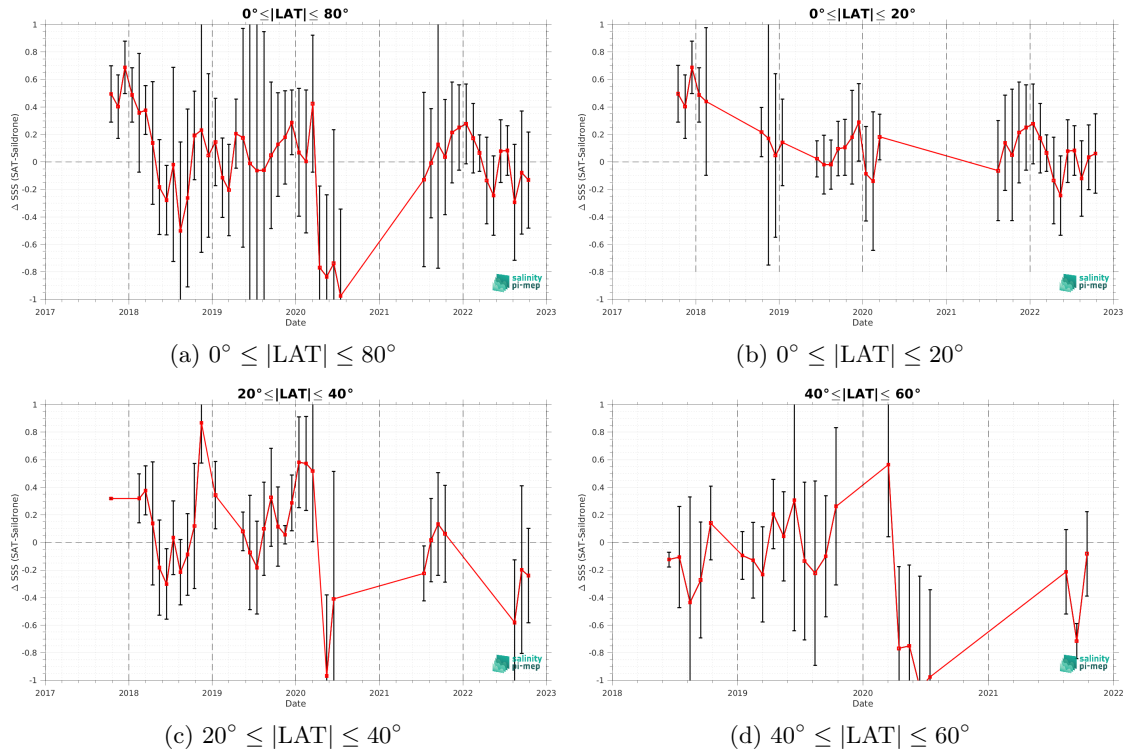 0°≤|LAT|≤ 80°
Δ SSS (SAT-Saildrone)
1
0.8
0.6
0.4
0.2
0
-0.2
-0.4
-0.6
-0.8
-1
salinity
pi-mep
2017 2018 2019 2020 2021 2022 2023
Date
(a) 0° ≤ |LAT| ≤ 80°
0°≤|LAT|≤ 20°
Δ SSS (SAT-Saildrone)
1
0.8
0.6
0.4
0.2
0
-0.2
-0.4
-0.6
-0.8
-1
salinity
pi-mep
2017 2018 2019 2020 2021 2022 2023
Date
(b) 0° ≤ |LAT| ≤ 20°
20°≤|LAT|≤ 40°
Δ SSS (SAT-Saildrone)
1
0.8
0.6
0.4
0.2
0
-0.2
-0.4
-0.6
-0.8
-1
salinity
pi-mep
2017 2018 2019 2020 2021 2022 2023
Date
(c) 20° ≤ |LAT| ≤ 40°
40°≤|LAT|≤ 60°
Δ SSS (SAT-Saildrone)
1
0.8
0.6
0.4
0.2
0
-0.2
-0.4
-0.6
-0.8
-1
salinity
pi-mep
2018 2019 2020 2021 2022
Date
(d) 40° ≤ |LAT| ≤ 60°